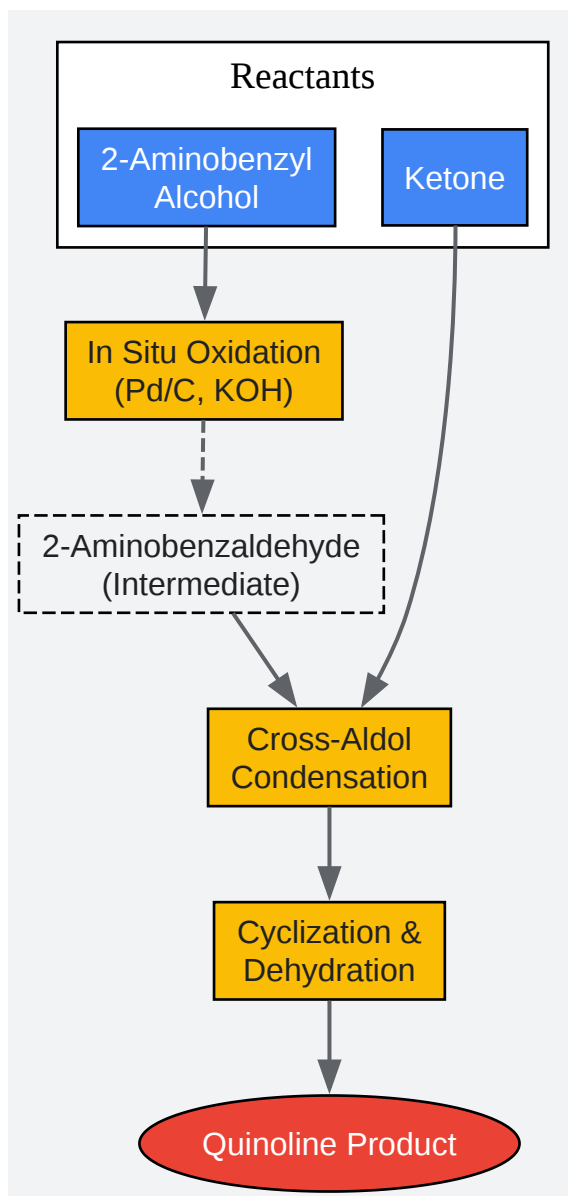 Reactants
2-Aminobenzyl
Alcohol
Ketone
In Situ Oxidation
(Pd/C, KOH)
2-Aminobenzaldehyde
(Intermediate)
Cross-Aldol
Condensation
Cyclization &
Dehydration
Quinoline Product